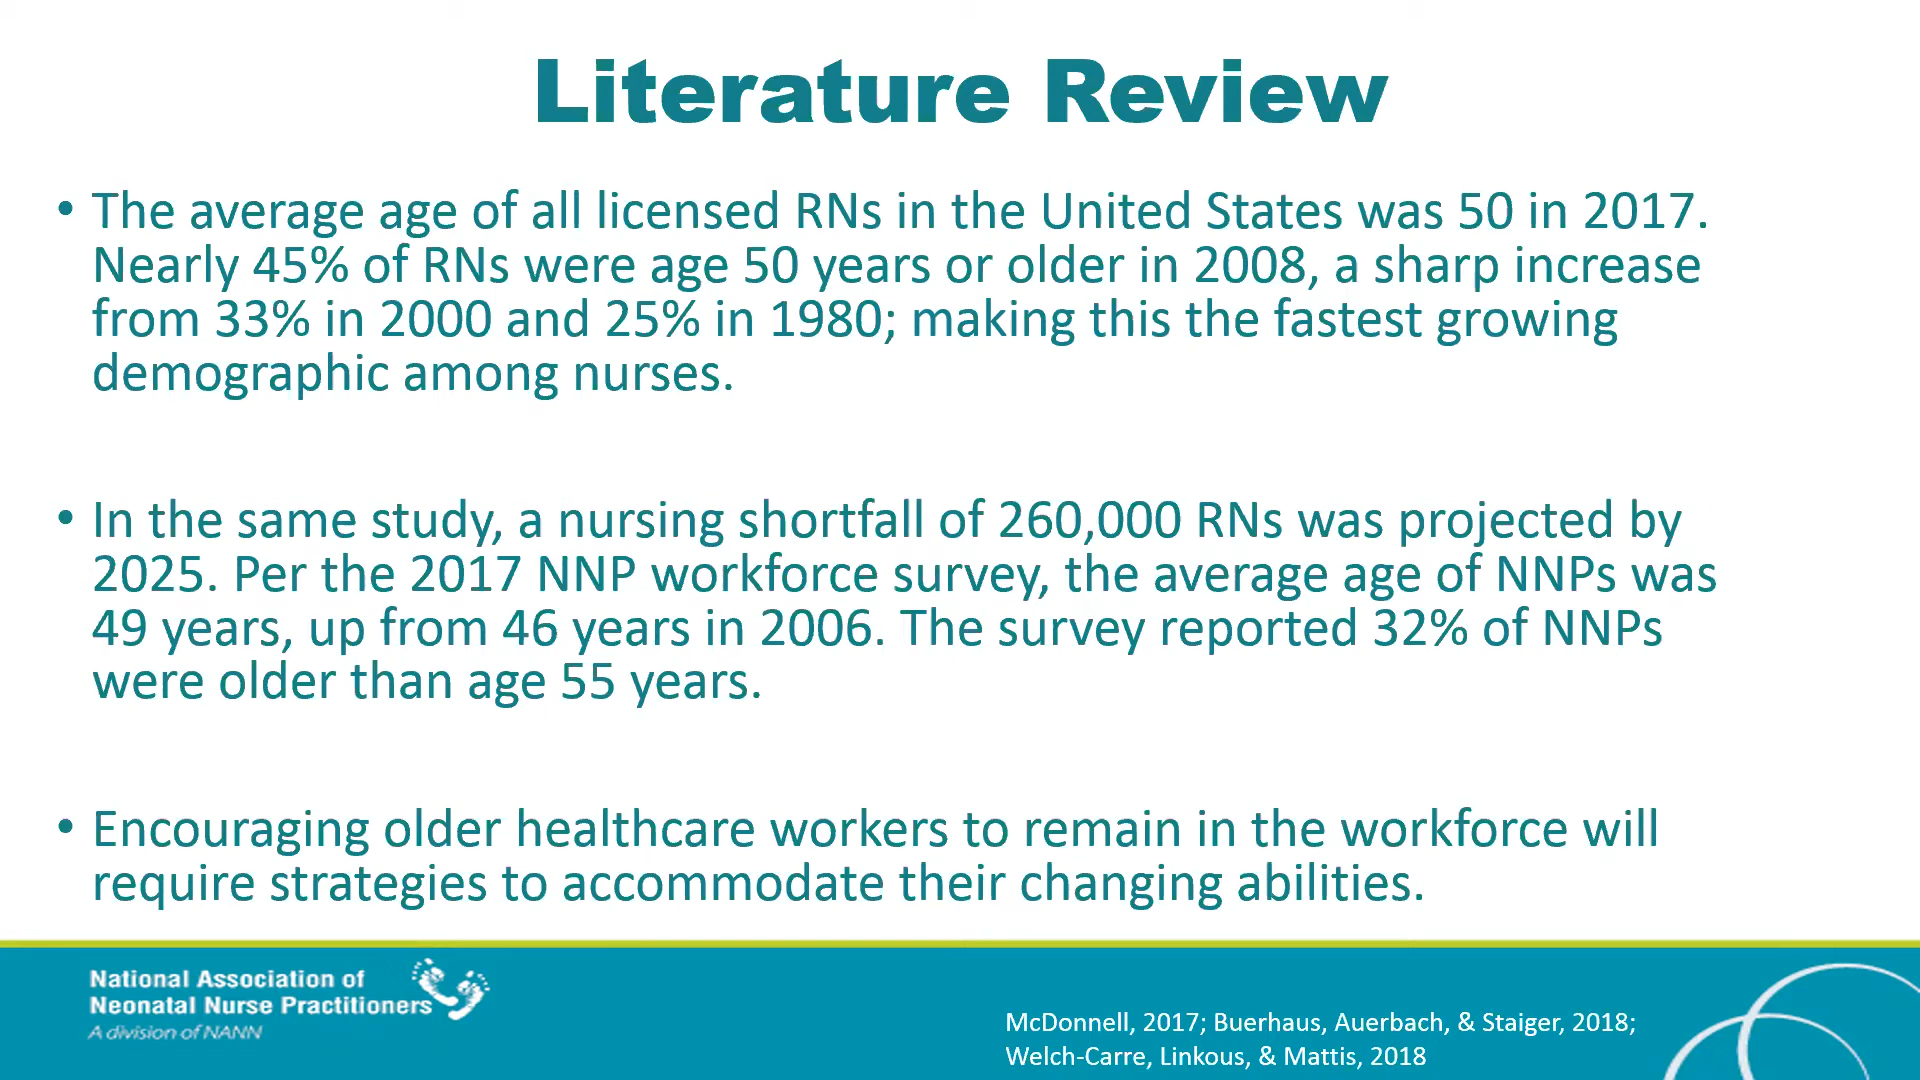 Literature Review
• The average age of all licensed RNs in the United States was 50 in 2017.
Nearly 45% of RNs were age 50 years or older in 2008, a sharp increase
from 33% in 2000 and 25% in 1980; making this the fastest growing
demographic among nurses.
• In the same study, a nursing shortfall of 260,000 RNs was projected by
2025. Per the 2017 NNP workforce survey, the average age of NNPs was
49 years, up from 46 years in 2006. The survey reported 32% of NNPs
were older than age 55 years.
• Encouraging older healthcare workers to remain in the workforce will
require strategies to accommodate their changing abilities.
National Association of
Neonatal Nurse Practitioners
A division of NANN
McDonnell, 2017; Buerhaus, Auerbach, & Staiger, 2018;
Welch-Carre, Linkous, & Mattis, 2018